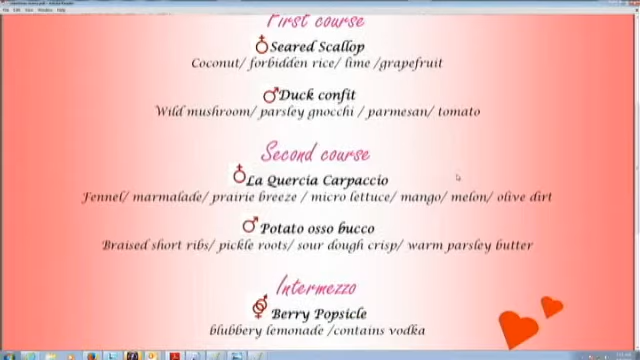 First course
Seared Scallop
Coconut/ forbidden rice/ lime /grapefruit
Duck confit
Wild mushroom/ parsley gnocchi / parmesan/ tomato
Second course
La Quercia Carpaccio
Fennel/ marmalade/ prairie breeze / micro lettuce/ mango/ melon/ olive dirt
Potato osso bucco
Braised short ribs/ pickle roots/ sour dough crisp/ warm parsley butter
Intermezzo
Berry Popsicle
blubbery lemonade /contains vodka